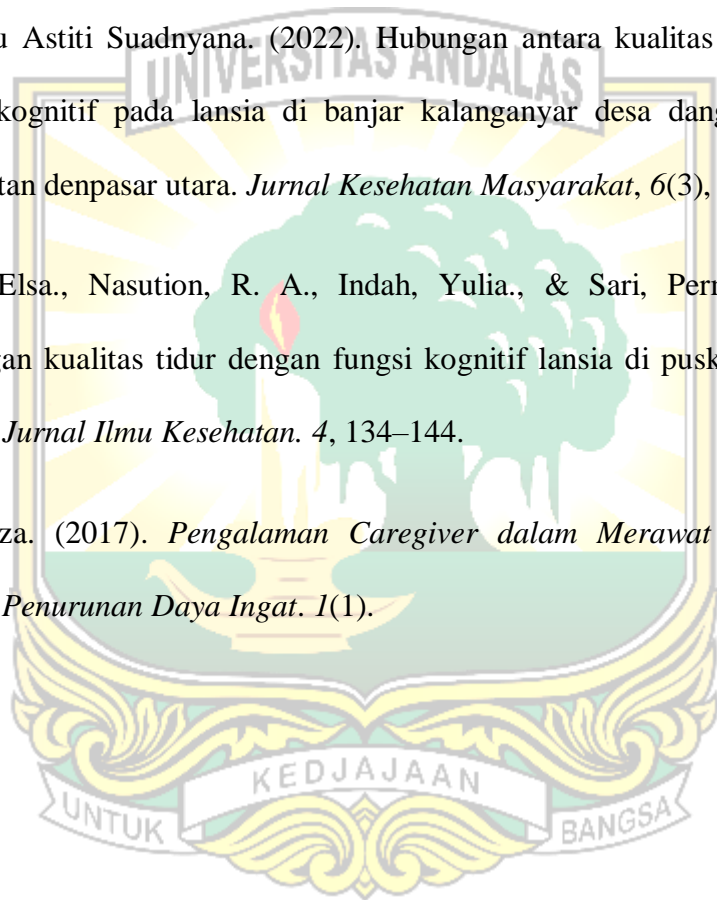 u Astiti Suadnyana. (2022). Hubungan antara kualitas
UNIVERSITAS ANDALAS
kognitif pada lansia di banjar kalanganyar desa dang
tan denpasar utara. Jurnal Kesehatan Masyarakat, 6(3),
Elsa., Nasution, R. A., Indah, Yulia., & Sari, Perm
gan kualitas tidur dengan fungsi kognitif lansia di pusk
Jurnal Ilmu Kesehatan. 4, 134–144.
za. (2017). Pengalaman Caregiver dalam Merawat
Penurunan Daya Ingat. 1(1).
KEDJAJAAN
UNTUK
BANGSA